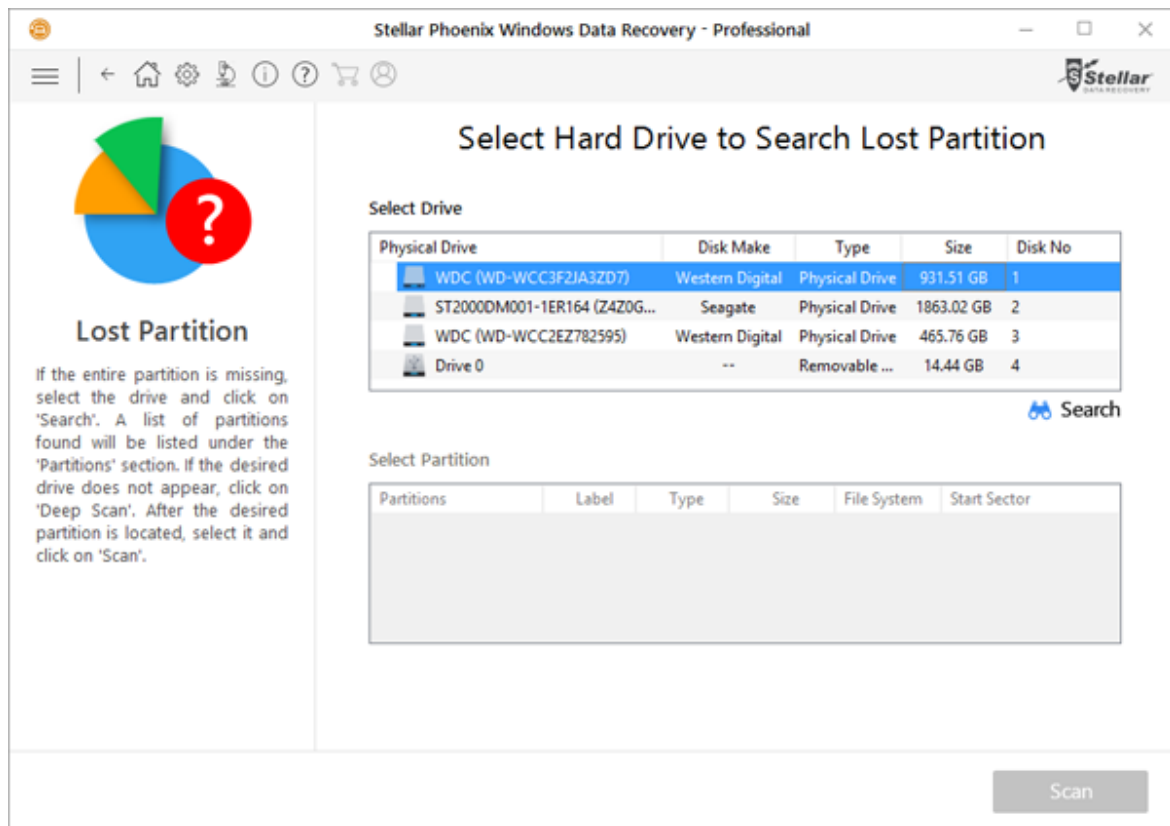 Stellar Phoenix Windows Data Recovery - Professional
Stellar
DATA RECOVERY
Select Hard Drive to Search Lost Partition
?
Lost Partition
If the entire partition is missing,
select the drive and click on
'Search'. A list of partitions
found will be listed under the
'Partitions' section. If the desired
drive does not appear, click on
'Deep Scan'. After the desired
partition is located, select it and
click on 'Scan'.
Select Drive
Physical Drive Disk Make Type Size Disk No
WDC (WD-WCC3F2JA3ZD7) Western Digital Physical Drive 931.51 GB 1
ST2000DM001-1ER164 (Z4Z0G... Seagate Physical Drive 1863.02 GB 2
WDC (WD-WCC2EZ782595) Western Digital Physical Drive 465.76 GB 3
Drive 0 -- Removable ... 14.44 GB 4
Search
Select Partition
Partitions Label Type Size File System Start Sector
Scan